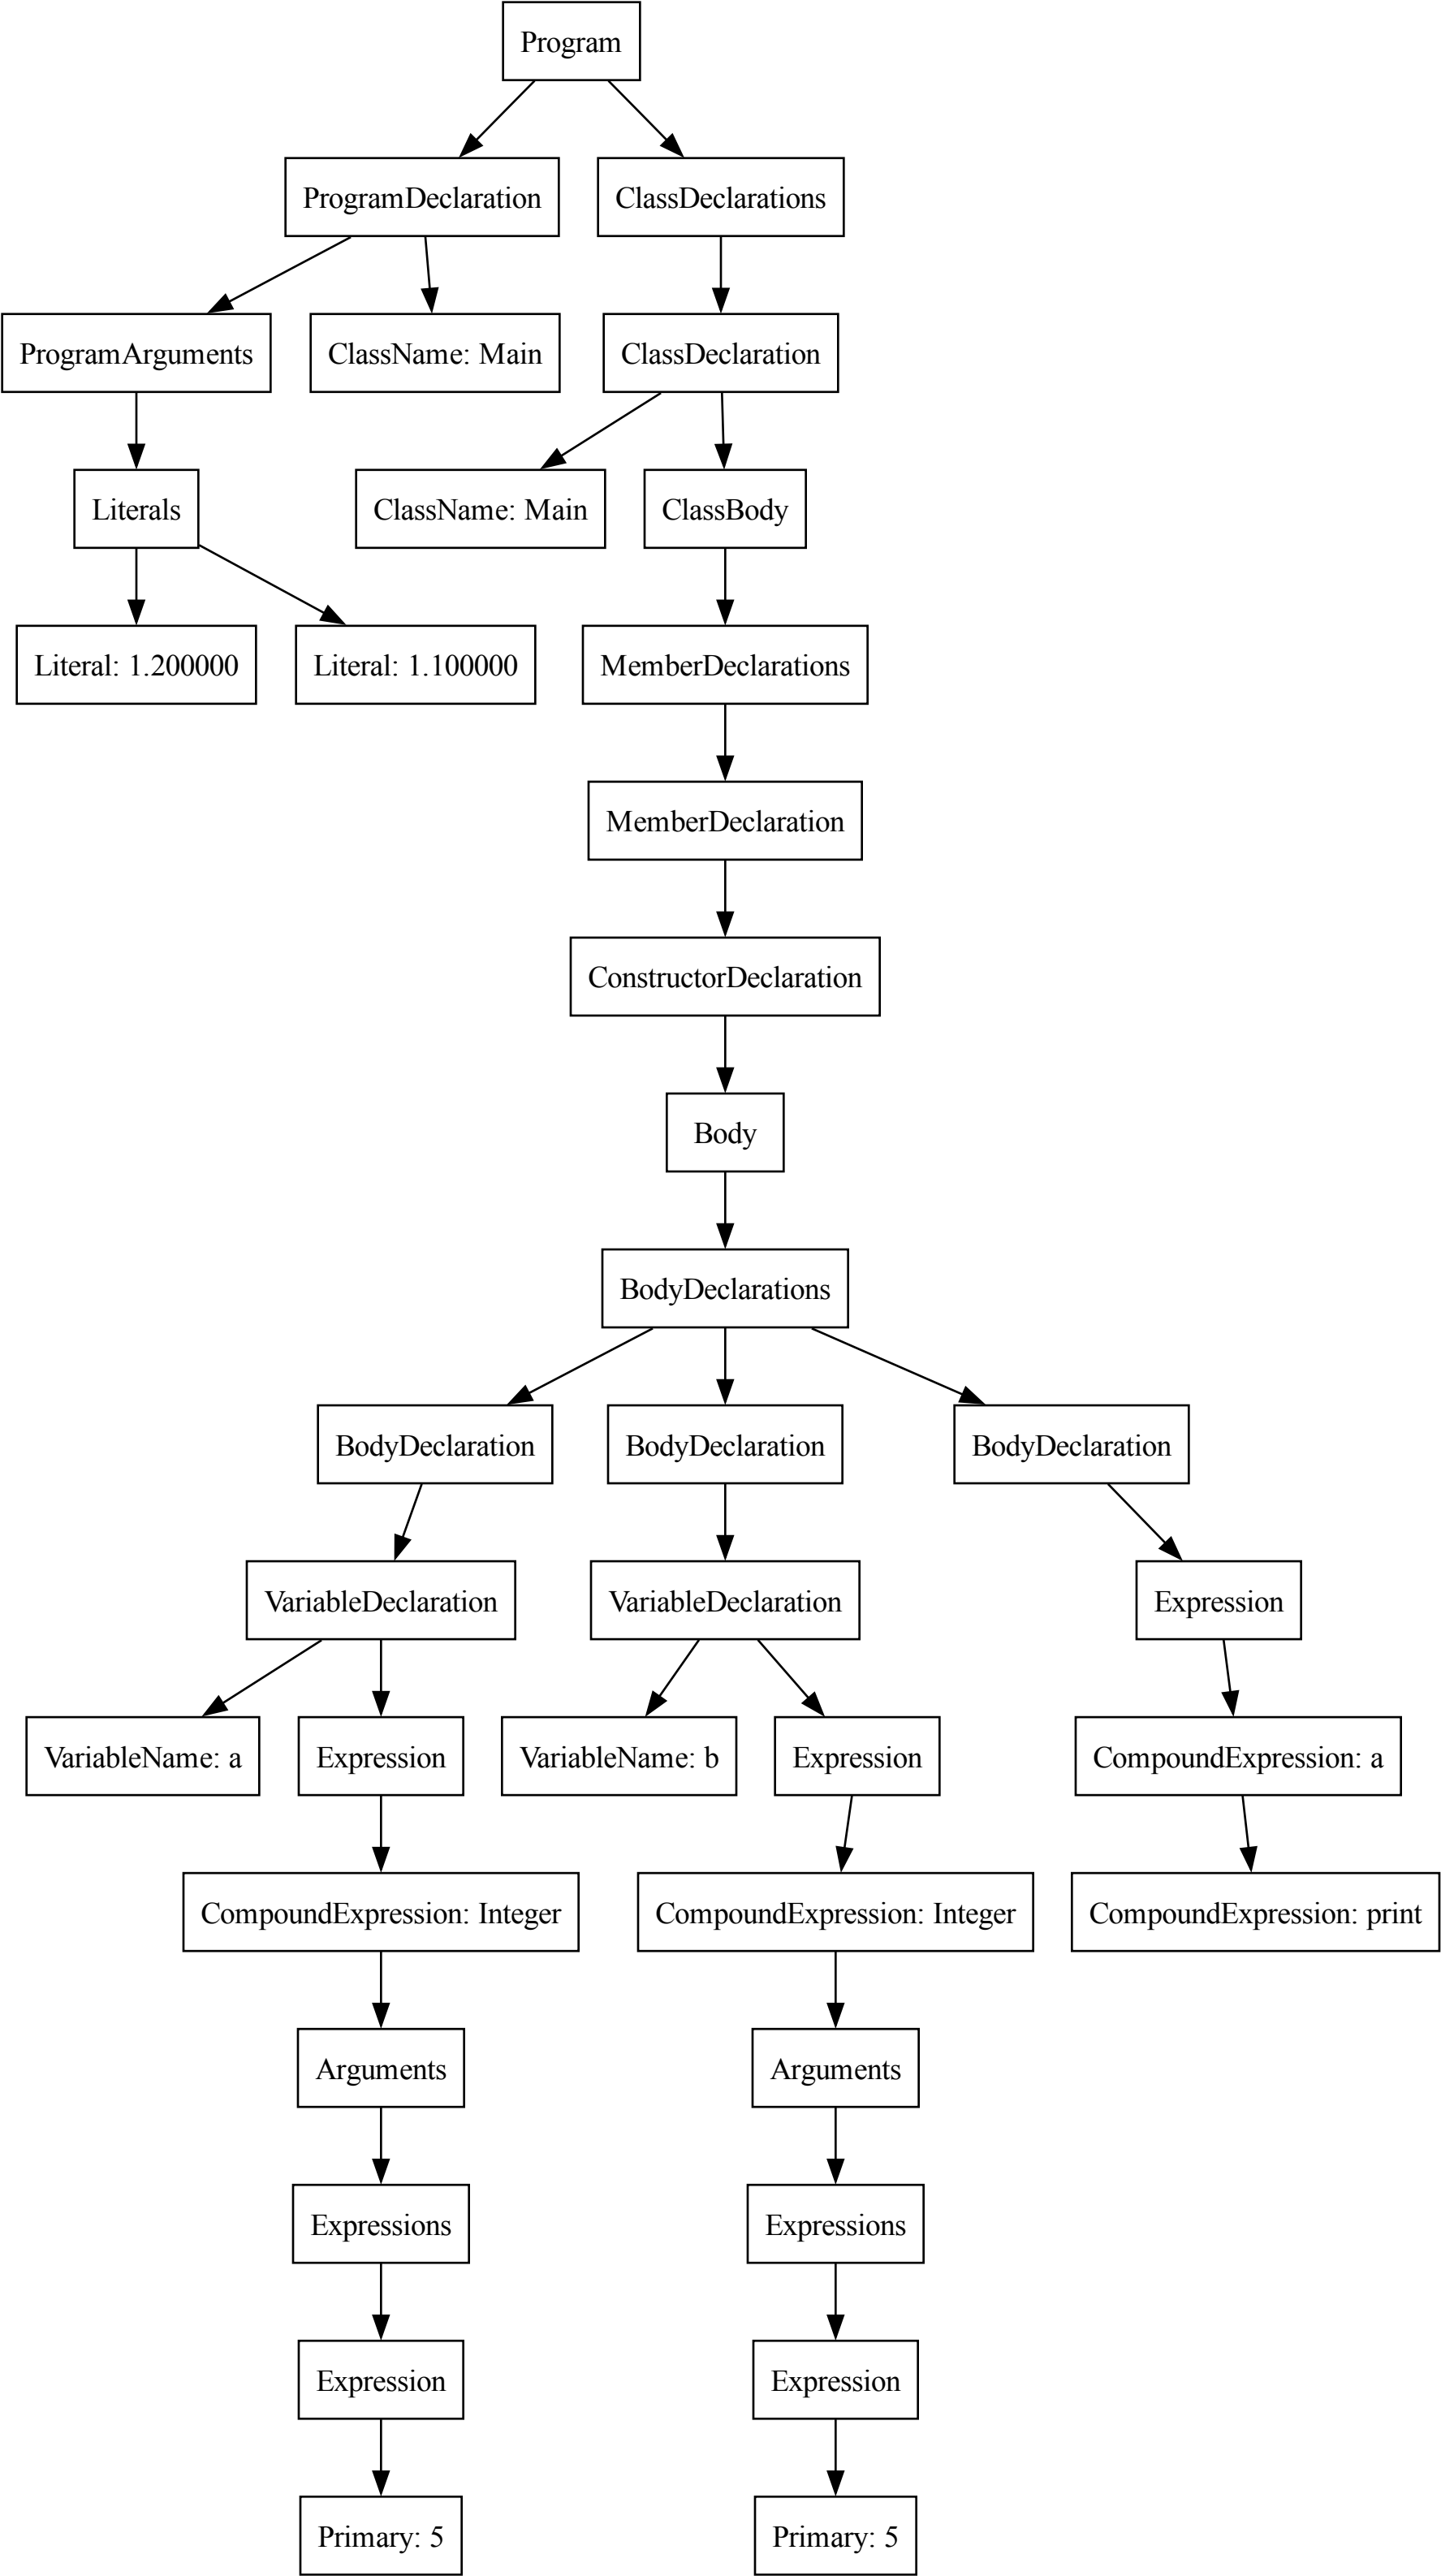 Program
ProgramDeclaration
ClassDeclarations
ProgramArguments
ClassName: Main
ClassDeclaration
Literals
ClassName: Main
ClassBody
Literal: 1.200000
Literal: 1.100000
MemberDeclarations
MemberDeclaration
ConstructorDeclaration
Body
BodyDeclarations
BodyDeclaration
BodyDeclaration
BodyDeclaration
VariableDeclaration
VariableDeclaration
Expression
VariableName: a
Expression
VariableName: b
Expression
CompoundExpression: a
CompoundExpression: Integer
CompoundExpression: Integer
CompoundExpression: print
Arguments
Arguments
Expressions
Expressions
Expression
Expression
Primary: 5
Primary: 5